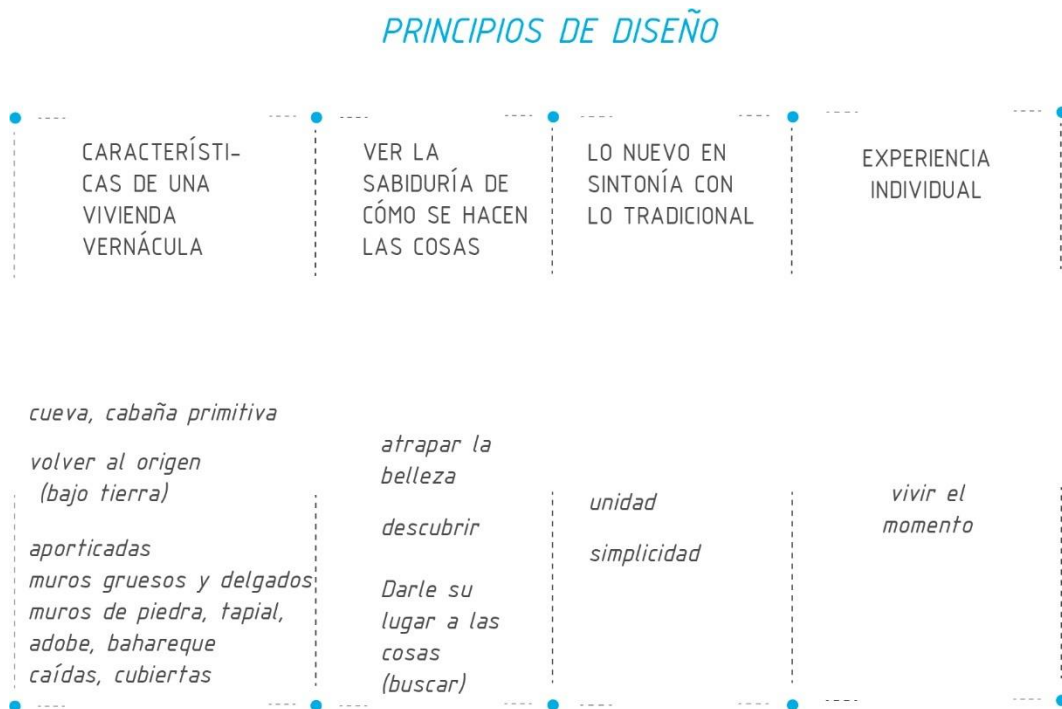 PRINCIPIOS DE DISEÑO
CARACTERÍSTI-
CAS DE UNA
VIVIENDA
VERNÁCULA
VER LA
SABIDURÍA DE
CÓMO SE HACEN
LAS COSAS
LO NUEVO EN
SINTONÍA CON
LO TRADICIONAL
EXPERIENCIA
INDIVIDUAL
cueva, cabaña primitiva
volver al origen
(bajo tierra)
aporticadas
muros gruesos y delgados
muros de piedra, tapial,
adobe, bahareque
caídas, cubiertas
atrapar la
belleza
descubrir
Darle su
lugar a las
cosas
(buscar)
unidad
simplicidad
vivir el
momento